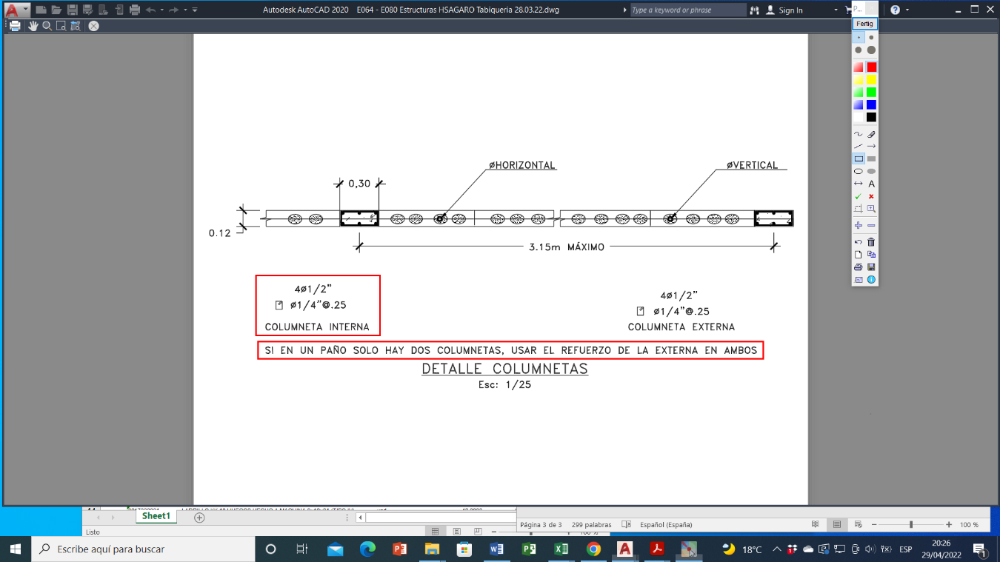 Autodesk AutoCAD 2020 E064 - E080 Estructuras HSAGARO Tabiqueria 28.03.22.dwg
Type a keyword or phrase
Sign In
P...
Fertig
øHORIZONTAL
øVERTICAL
0,30
0.12
3.15m MÁXIMO
4ø1/2"
ø1/4"@.25
COLUMNETA INTERNA
4ø1/2"
ø1/4"@.25
COLUMNETA EXTERNA
SI EN UN PAÑO SOLO HAY DOS COLUMNETAS, USAR EL REFUERZO DE LA EXTERNA EN AMBOS
DETALLE COLUMNETAS
Esc: 1/25
Sheet1
Listo
100 %
Página 3 de 3 299 palabras Español (España) 100 %
Escribe aquí para buscar
18°C
ESP
20:26
29/04/2022
1